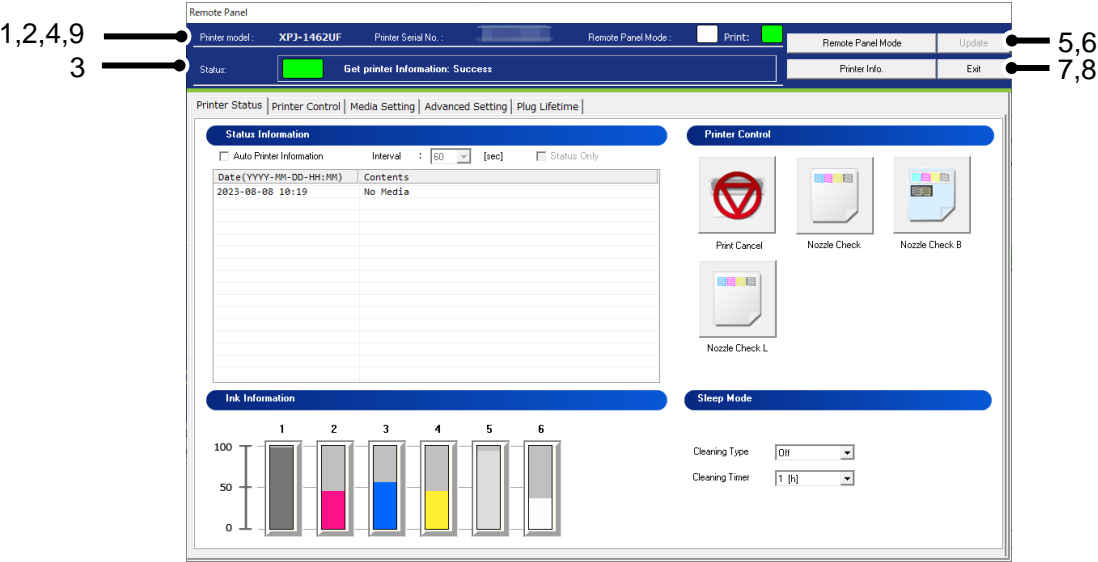 Remote Panel
1,2,4,9
Printer model : XPJ-1462UF Printer Serial No. : Remote Panel Mode : Print: Remote Panel Mode Update
5,6
3
Status: Get printer Information: Success Printer Info. Exit
7,8
Printer Status Printer Control Media Setting Advanced Setting Plug Lifetime
Status Information Printer Control
Auto Printer Information Interval : 60 [sec] Status Only
Date(YYYY-MM-DD-HH:MM) Contents
2023-08-08 10:19 No Media
Print Cancel Nozzle Check Nozzle Check B
Nozzle Check L
Ink Information Sleep Mode
1 2 3 4 5 6
100
50
0
Cleaning Type Off
Cleaning Timer 1 [h]